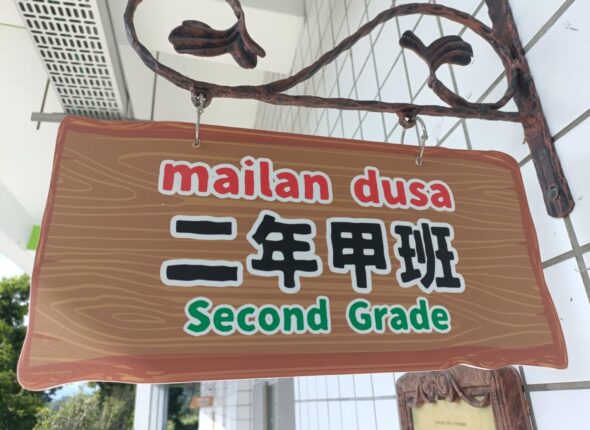 mailan dusa
二年甲班
Second Grade